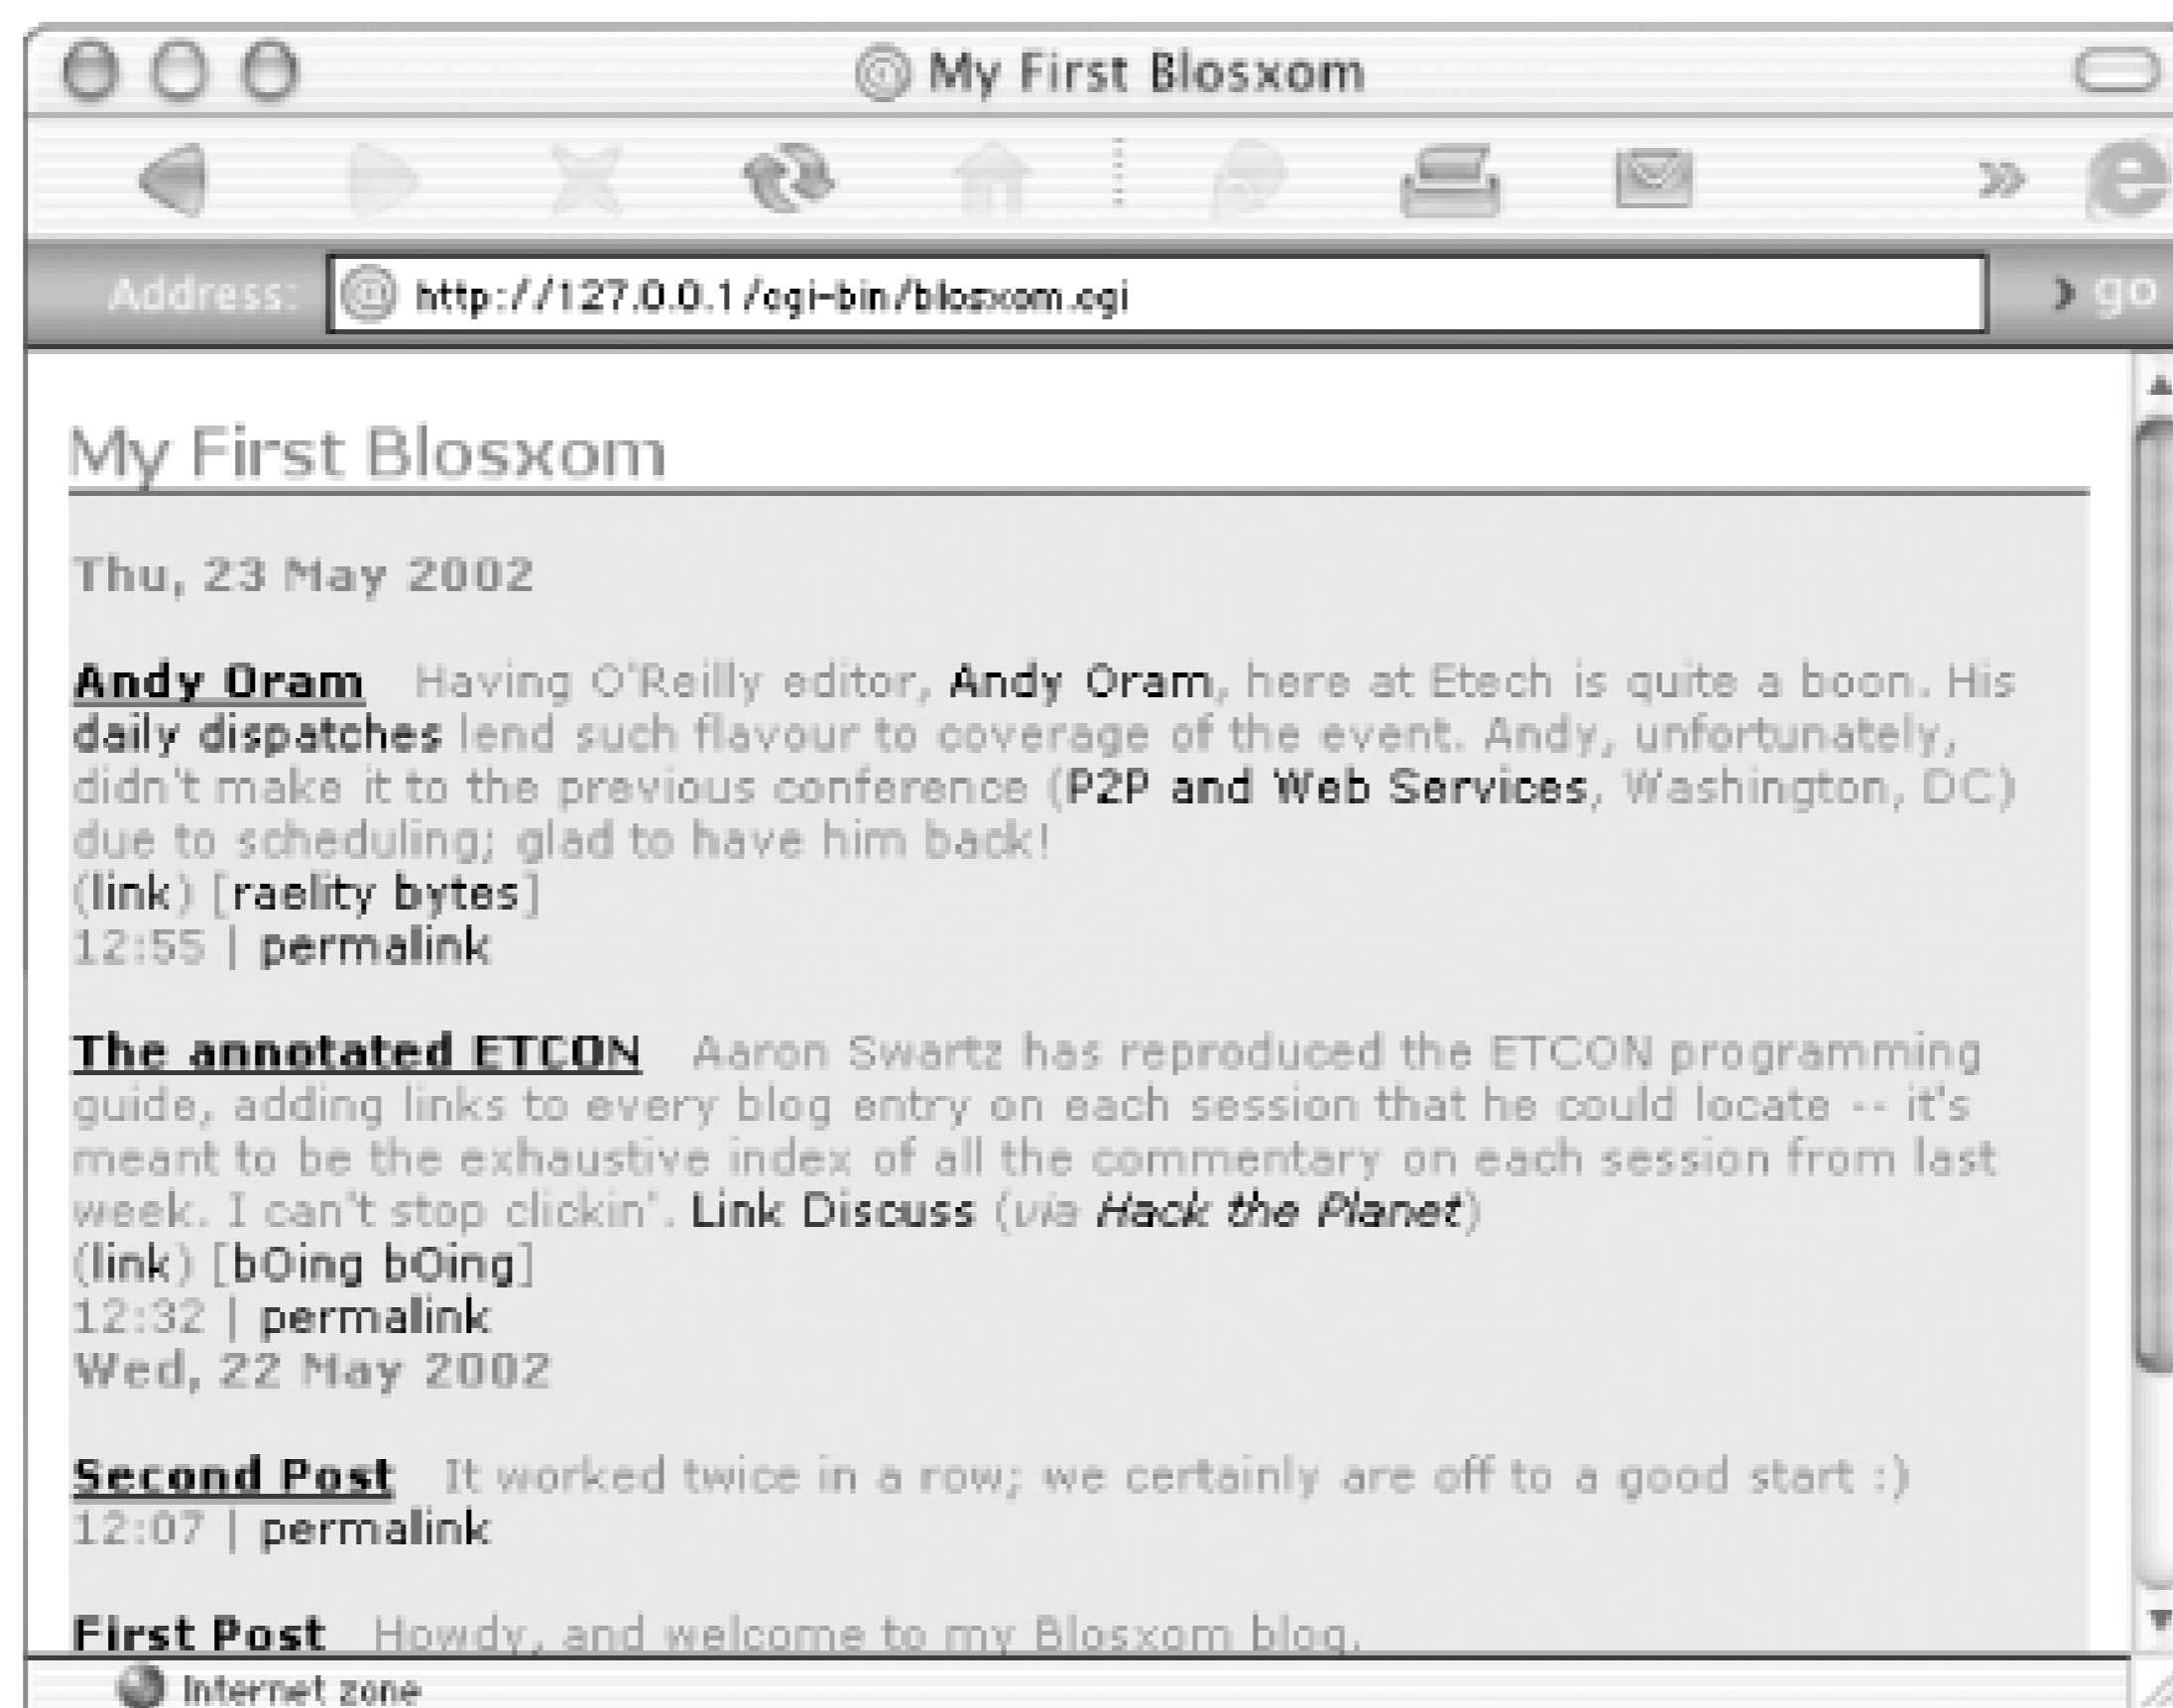 @ My First Blosxom
Address: @ http://127.0.0.1/cgi-bin/blosxom.cgi › go
My First Blosxom
Thu, 23 May 2002
Andy Oram Having O'Reilly editor, Andy Oram, here at Etech is quite a boon. His
daily dispatches lend such flavour to coverage of the event. Andy, unfortunately,
didn't make it to the previous conference (P2P and Web Services, Washington, DC)
due to scheduling; glad to have him back!
(link) [raelity bytes]
12:55 | permalink
The annotated ETCON Aaron Swartz has reproduced the ETCON programming
guide, adding links to every blog entry on each session that he could locate -- it's
meant to be the exhaustive index of all the commentary on each session from last
week. I can't stop clickin'. Link Discuss (via Hack the Planet)
(link) [b0ing b0ing]
12:32 | permalink
Wed, 22 May 2002
Second Post It worked twice in a row; we certainly are off to a good start :)
12:07 | permalink
First Post Howdy, and welcome to my Blosxom blog.
Internet zone